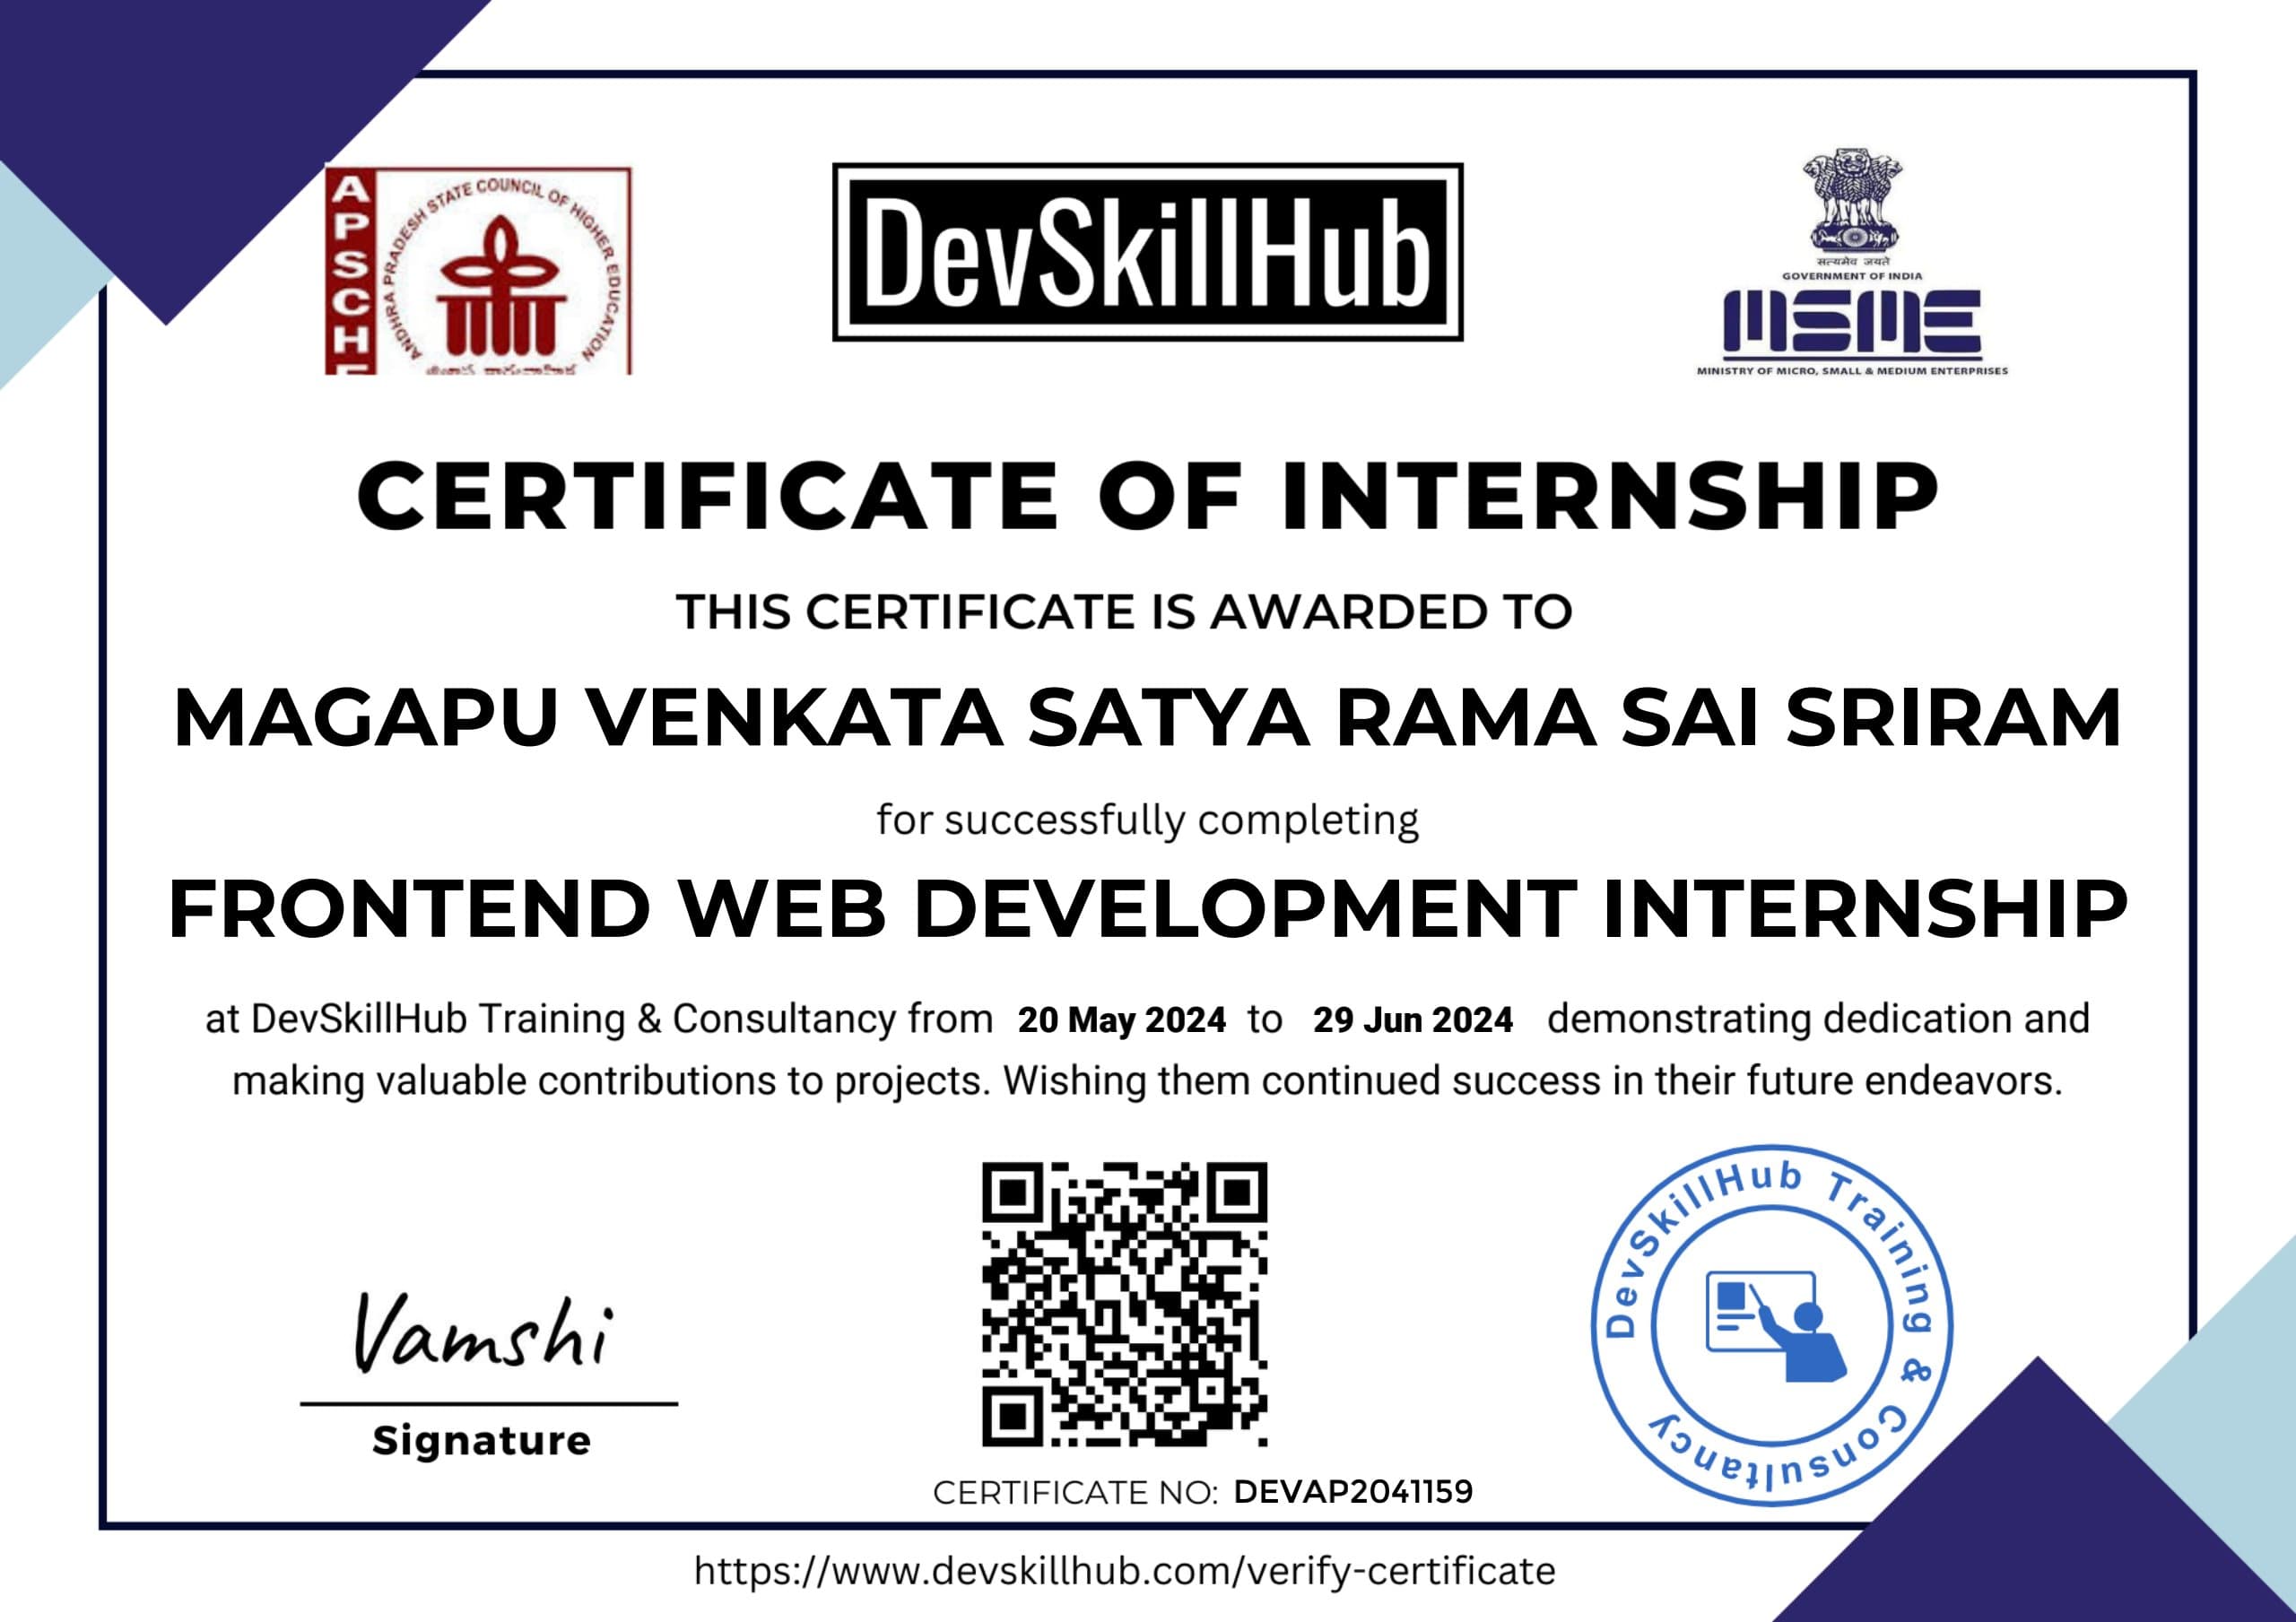 APSCHE
ANDHRA PRADESH STATE COUNCIL OF HIGHER EDUCATION
DevSkillHub
सत्यमेव जयते
GOVERNMENT OF INDIA
MSME
MINISTRY OF MICRO, SMALL & MEDIUM ENTERPRISES
CERTIFICATE OF INTERNSHIP
THIS CERTIFICATE IS AWARDED TO
MAGAPU VENKATA SATYA RAMA SAI SRIRAM
for successfully completing
FRONTEND WEB DEVELOPMENT INTERNSHIP
at DevSkillHub Training & Consultancy from 20 May 2024 to 29 Jun 2024 demonstrating dedication and
making valuable contributions to projects. Wishing them continued success in their future endeavors.
Vamshi
Signature
DevSkillHub Training & Consultancy
CERTIFICATE NO: DEVAP2041159
https://www.devskillhub.com/verify-certificate